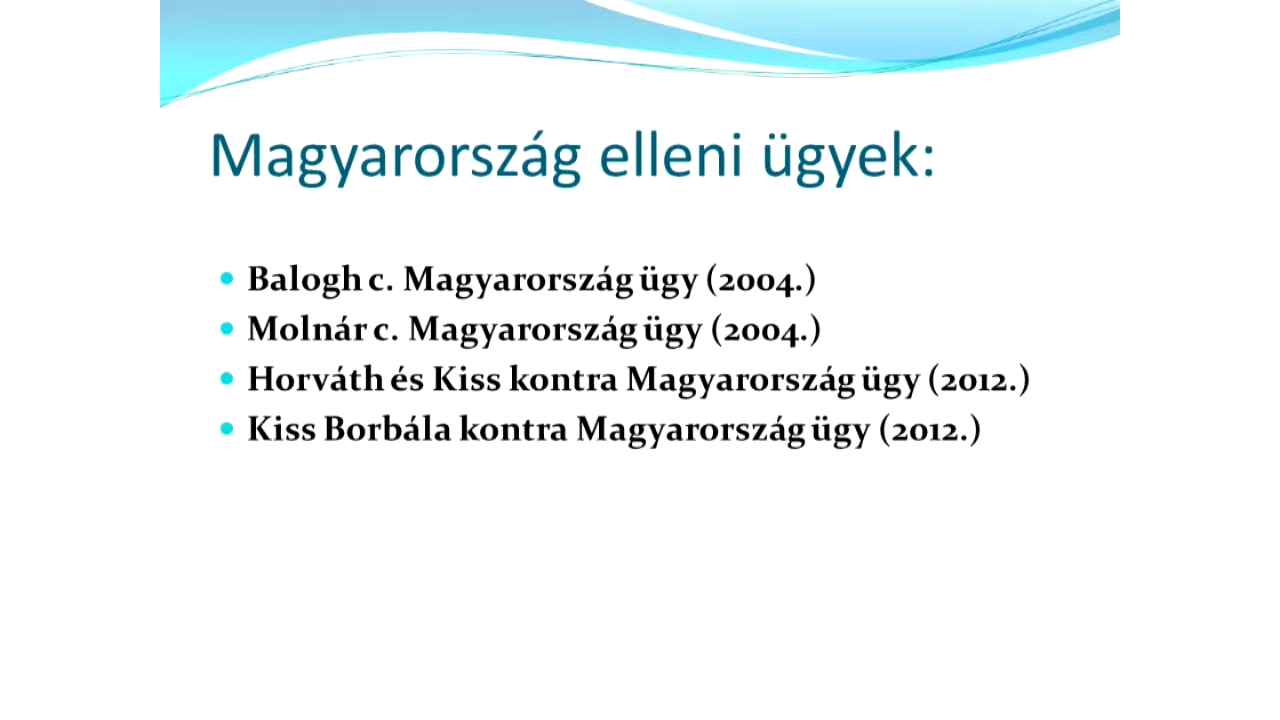 Magyarország elleni ügyek:
Balogh c. Magyarország ügy (2004.)
Molnár c. Magyarország ügy (2004.)
Horváth és Kiss kontra Magyarország ügy (2012.)
Kiss Borbála kontra Magyarország ügy (2012.)